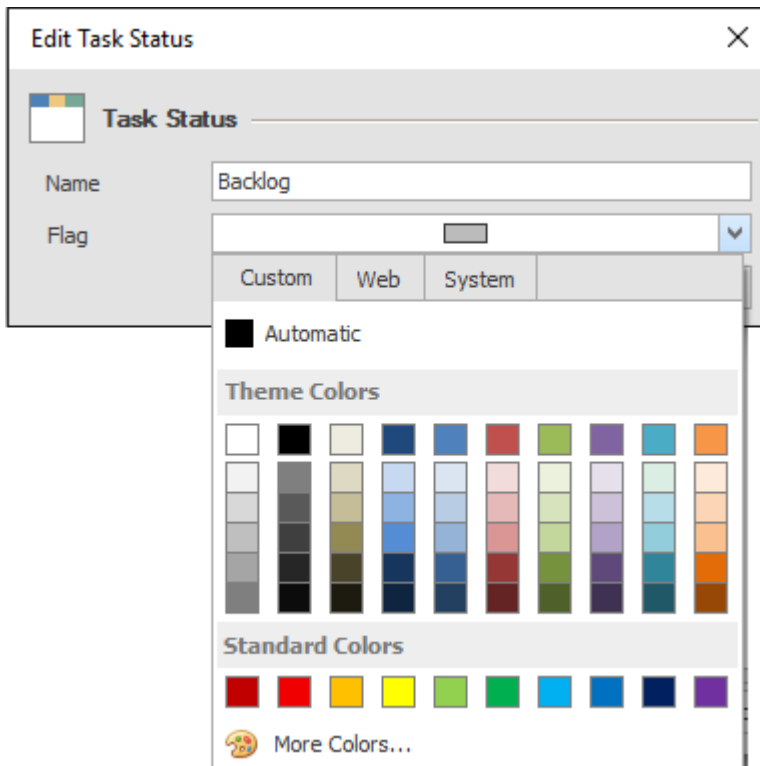 Edit Task Status
Task Status
Name
Backlog
Flag
Custom Web System
Automatic
Theme Colors
Standard Colors
More Colors...